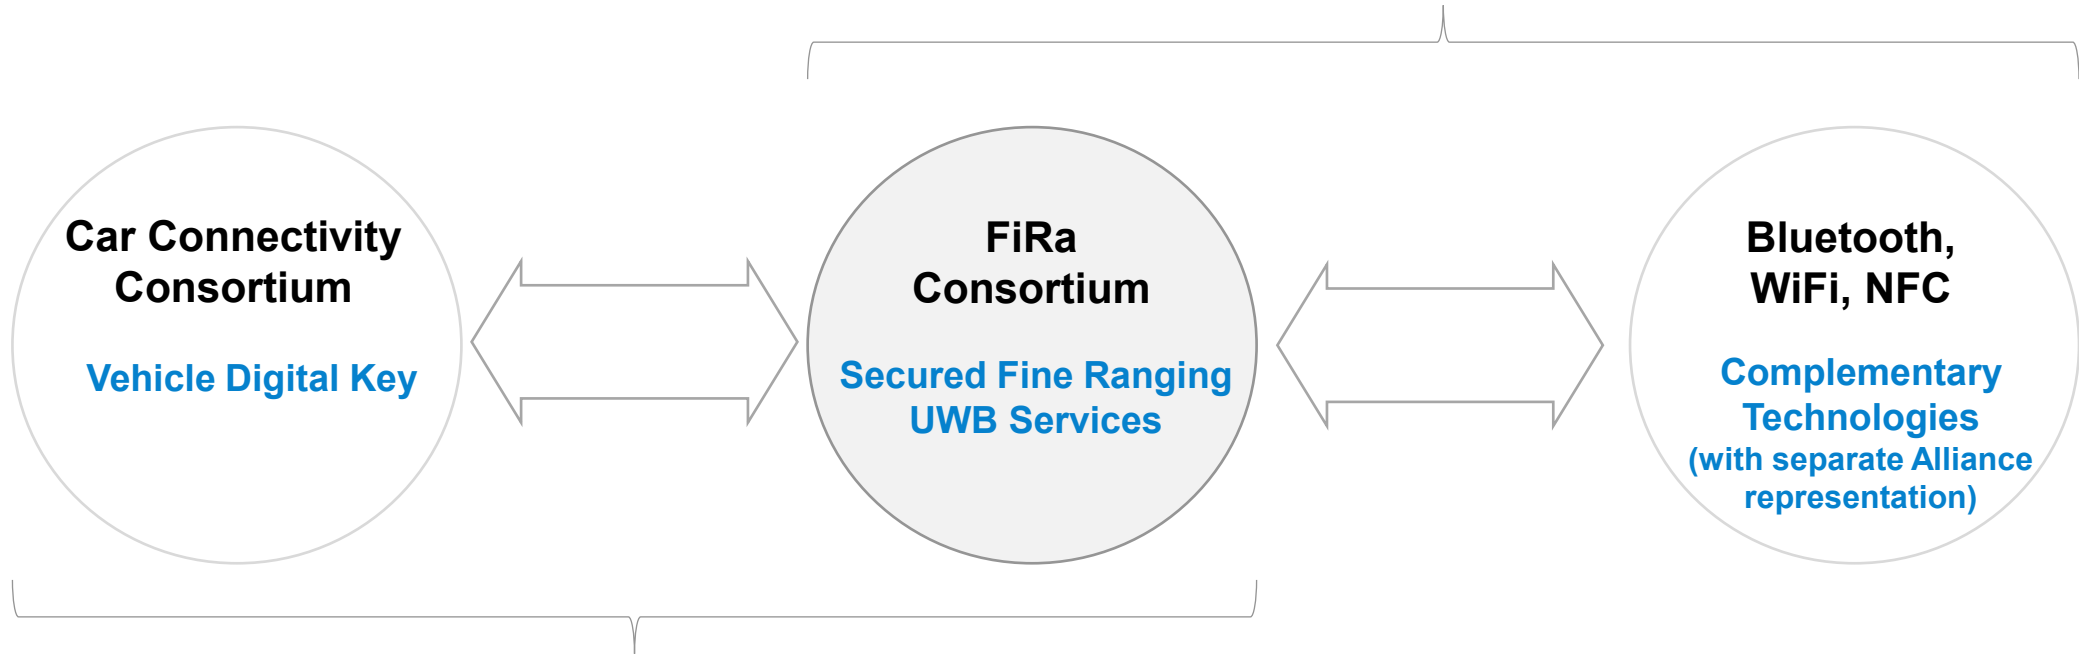 Car Connectivity
Consortium
Vehicle Digital Key
FiRa
Consortium
Secured Fine Ranging
UWB Services
Bluetooth,
WiFi, NFC
Complementary
Technologies
(with separate Alliance
representation)